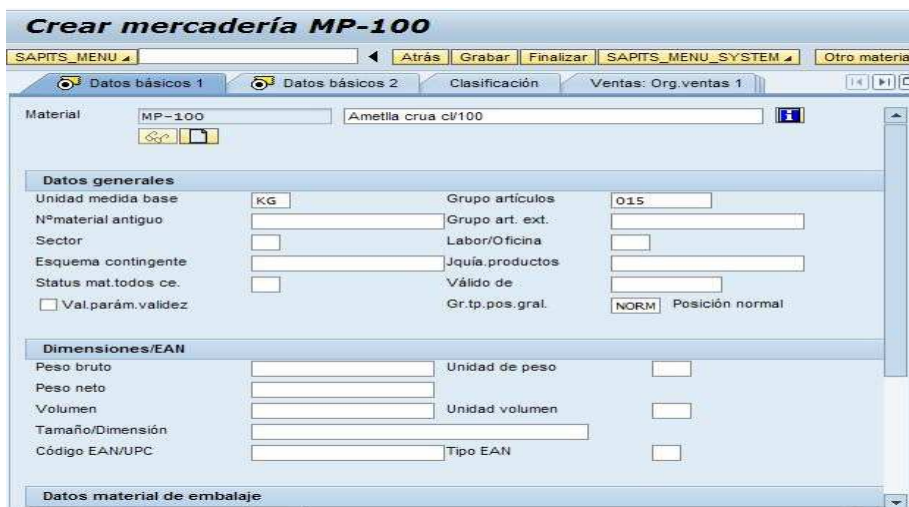 Crear mercadería MP-100
SAPITS_MENU Atrás Grabar Finalizar SAPITS_MENU_SYSTEM Otro materia
Datos básicos 1 Datos básicos 2 Clasificación Ventas: Org.ventas 1
Material MP-100 Ametlla crua cl/100
Datos generales
Unidad medida base KG Grupo artículos 015
Nºmaterial antiguo Grupo art. ext.
Sector Labor/Oficina
Esquema contingente Jquía.productos
Status mat.todos ce. Válido de
Val.parám.validez Gr.tp.pos.gral. NORM Posición normal
Dimensiones/EAN
Peso bruto Unidad de peso
Peso neto
Volumen Unidad volumen
Tamaño/Dimensión
Código EAN/UPC Tipo EAN
Datos material de embalaje